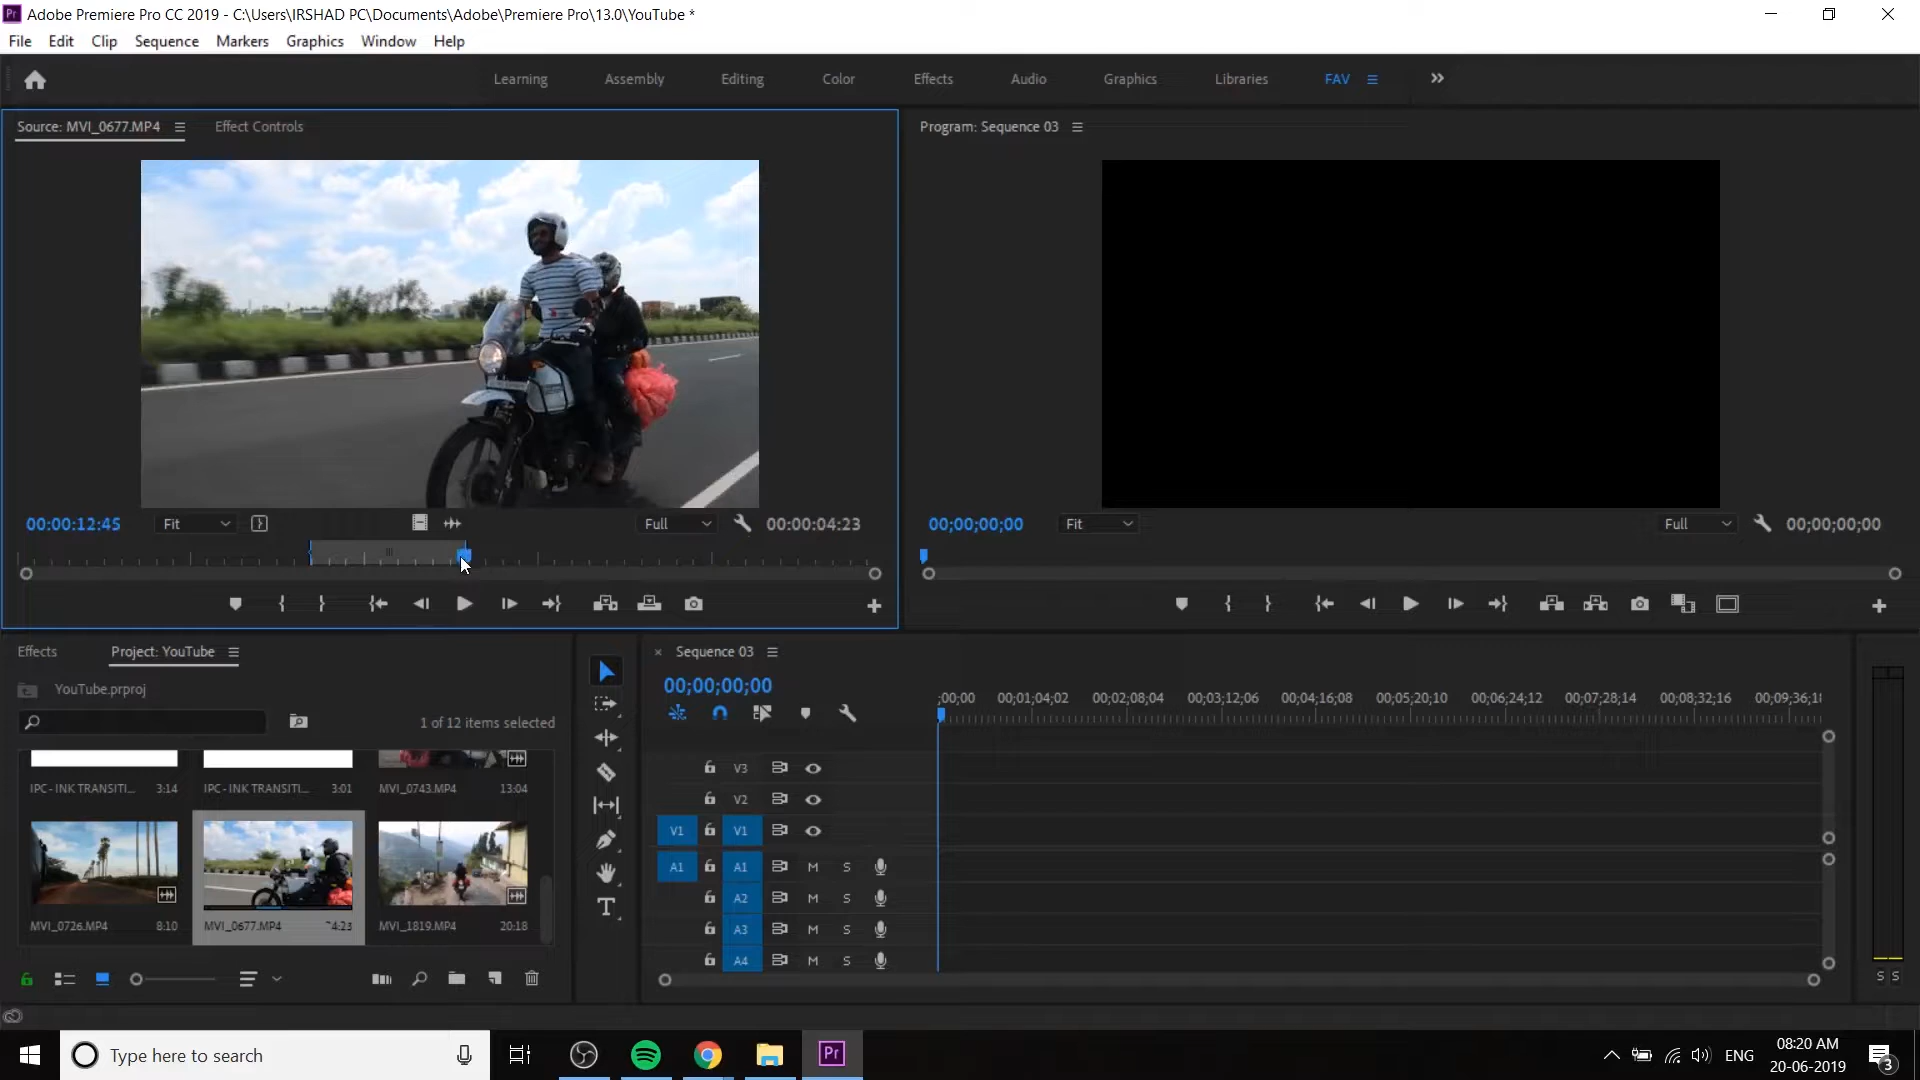 Adobe Premiere Pro CC 2019 - C:\Users\IRSHAD PC\Documents\Adobe\Premiere Pro\13.0\YouTube *
File Edit Clip Sequence Markers Graphics Window Help
Learning Assembly Editing Color Effects Audio Graphics Libraries FAV
Source: MVI_0677.MP4 Effect Controls
Program: Sequence 03
00:00:12:45 Fit Full 00:00:04:23
00;00;00;00 Fit Full 00;00;00;00
Effects Project: YouTube
YouTube.prproj
1 of 12 items selected
IPC - INK TRANSITI... 3:14 IPC - INK TRANSITI... 3:01 MVI_0743.MP4 13:04
MVI_0726.MP4 8:10 MVI_0677.MP4 4:23 MVI_1819.MP4 20:18
Sequence 03
00;00;00;00
;00;00 00;01;04;02 00;02;08;04 00;03;12;06 00;04;16;08 00;05;20;10 00;06;24;12 00;07;28;14 00;08;32;16 00;09;36;18
V3
V2
V1 V1
A1 A1 M S
A2 M S
A3 M S
A4 M S
S S
Type here to search
Pr
ENG
08:20 AM
20-06-2019
3